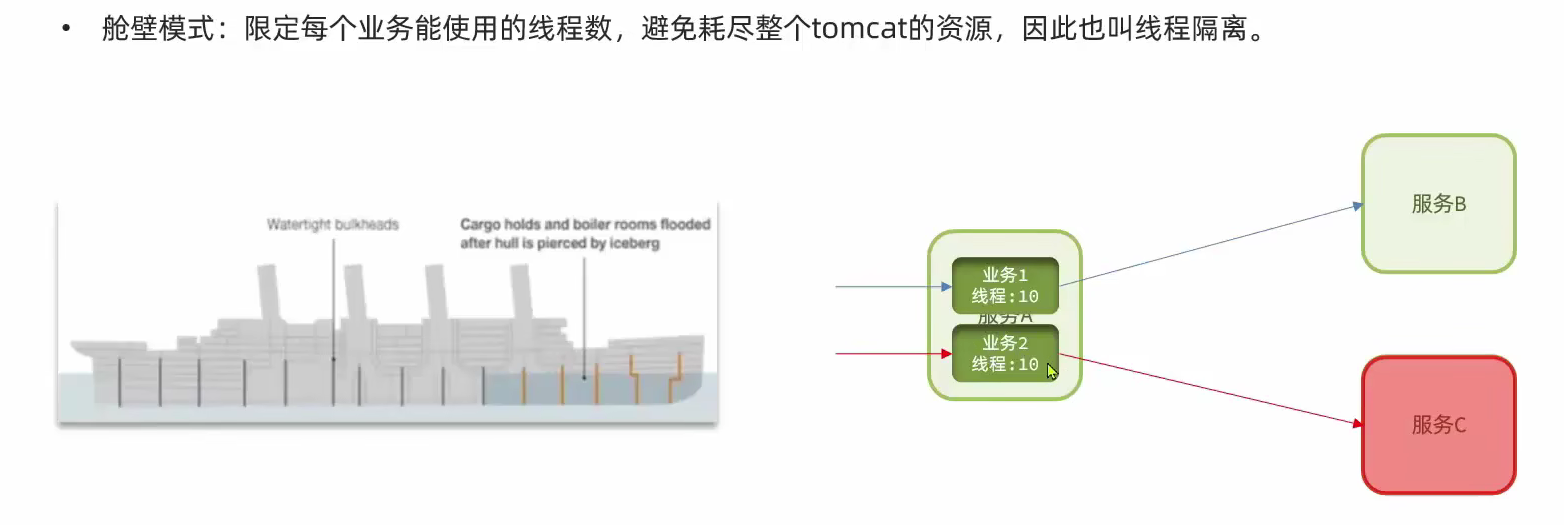 • 舱壁模式：限定每个业务能使用的线程数，避免耗尽整个tomcat的资源，因此也叫线程隔离。
Watertight bulkheads
Cargo holds and boiler rooms flooded
after hull is pierced by iceberg
业务1
线程:10
服务A
业务2
线程:10
服务B
服务C